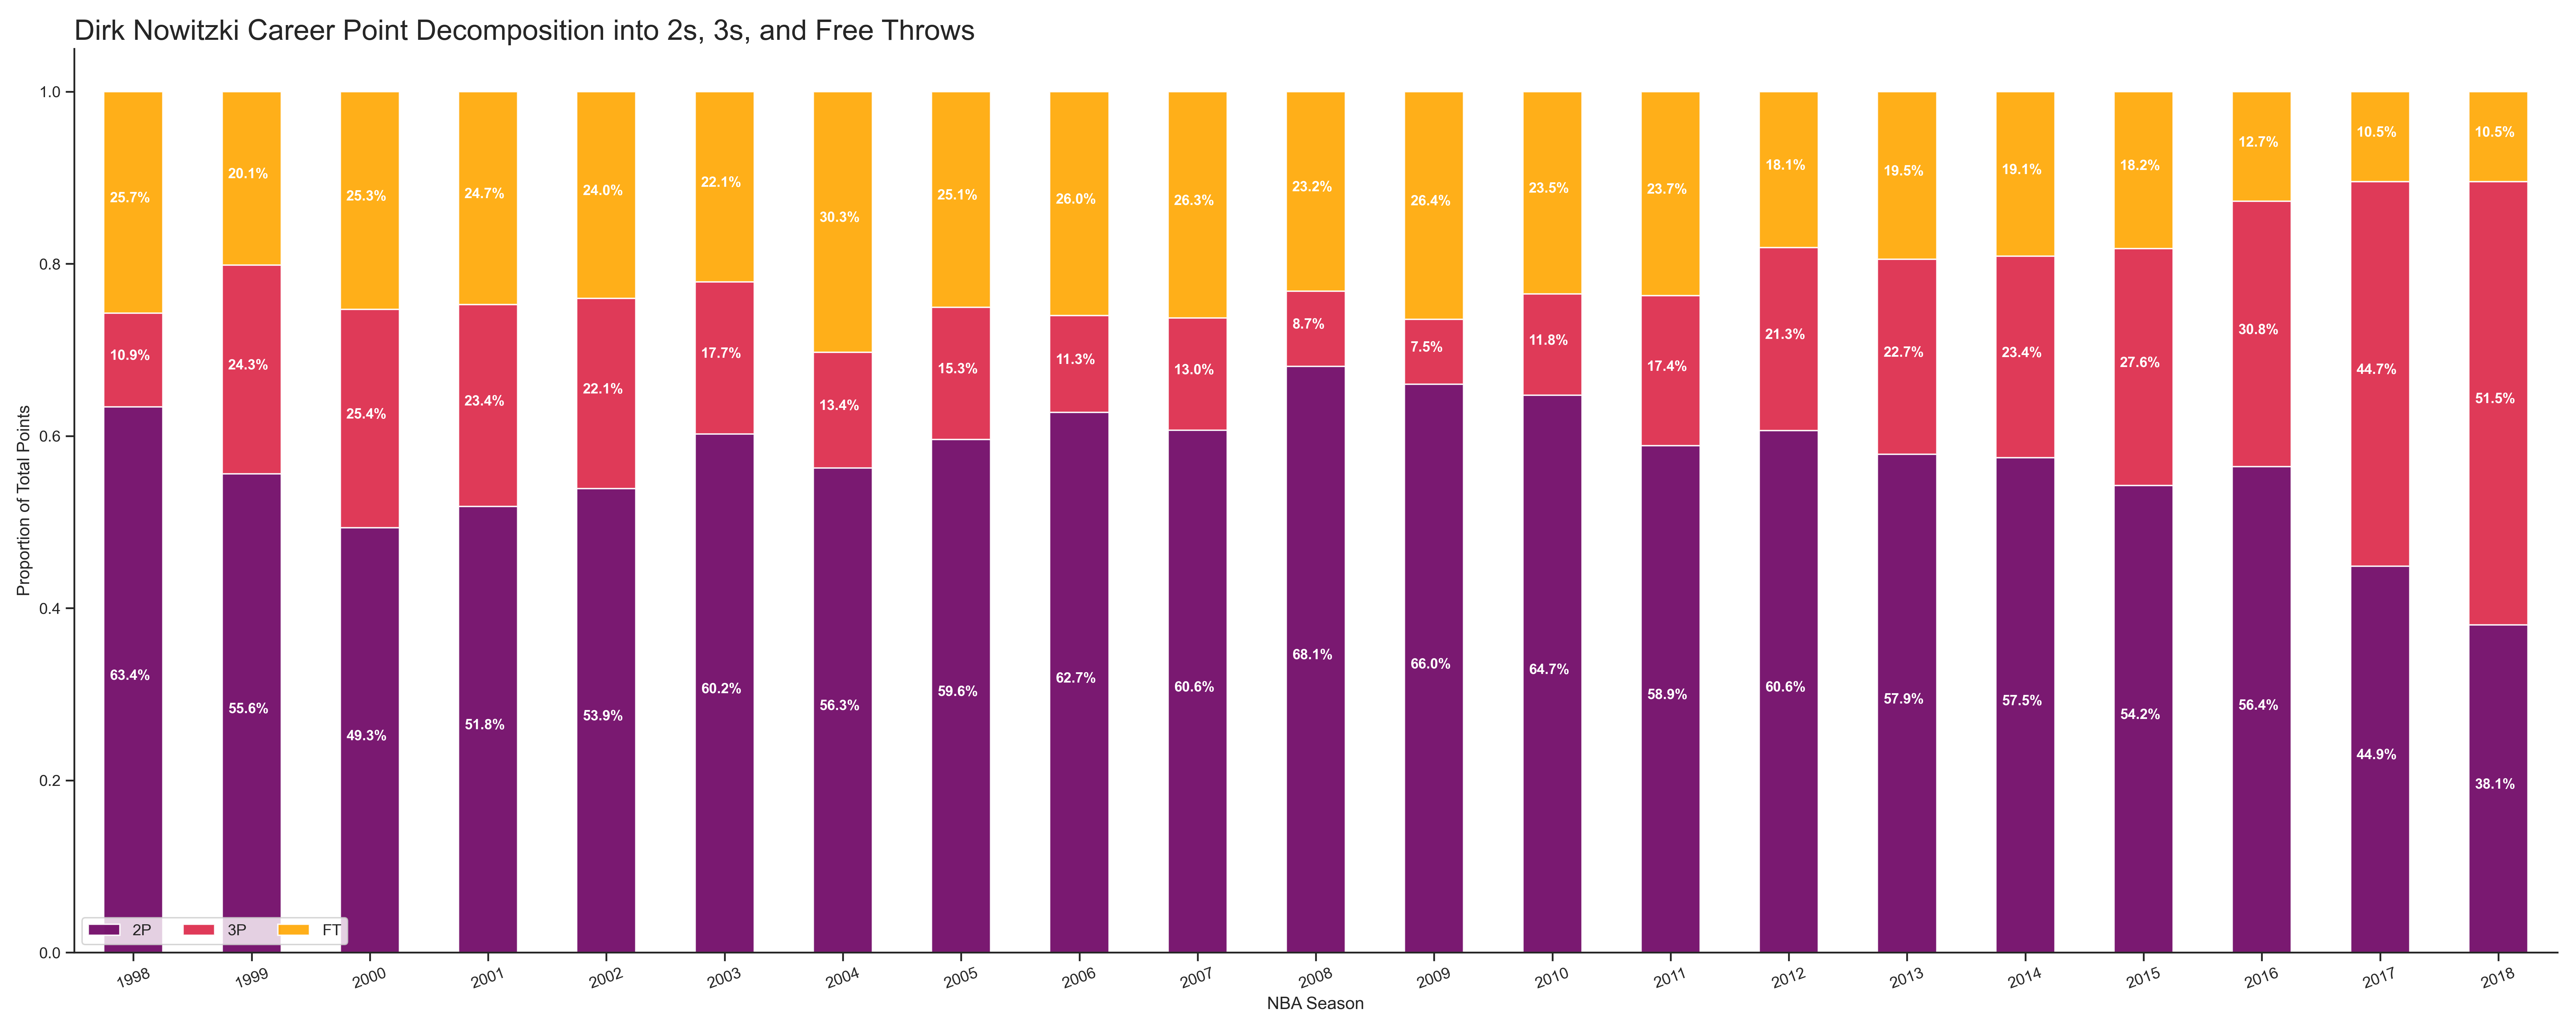 Dirk Nowitzki Career Point Decomposition into 2s, 3s, and Free Throws
Proportion of Total Points
1.0
0.8
0.6
0.4
0.2
0.0
25.7% 20.1% 25.3% 24.7% 24.0% 22.1% 30.3% 25.1% 26.0% 26.3% 23.2% 26.4% 23.5% 23.7% 18.1% 19.5% 19.1% 18.2% 12.7% 10.5% 10.5%
10.9% 24.3% 25.4% 23.4% 22.1% 17.7% 13.4% 15.3% 11.3% 13.0% 8.7% 7.5% 11.8% 17.4% 21.3% 22.7% 23.4% 27.6% 30.8% 44.7% 51.5%
63.4% 55.6% 49.3% 51.8% 53.9% 60.2% 56.3% 59.6% 62.7% 60.6% 68.1% 66.0% 64.7% 58.9% 60.6% 57.9% 57.5% 54.2% 56.4% 44.9% 38.1%
2P 3P FT
1998 1999 2000 2001 2002 2003 2004 2005 2006 2007 2008 2009 2010 2011 2012 2013 2014 2015 2016 2017 2018
NBA Season